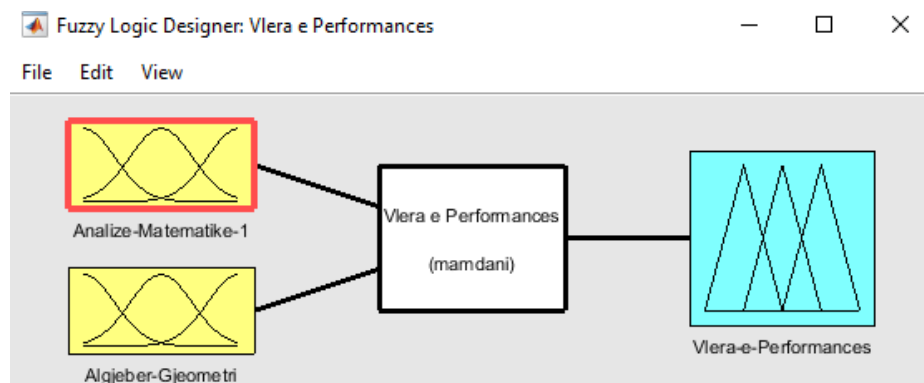 Fuzzy Logic Designer: Vlera e Performances
File Edit View
Analize-Matematike-1
Vlera e Performances
(mamdani)
Algjeber-Gjeometri
Vlera-e-Performances